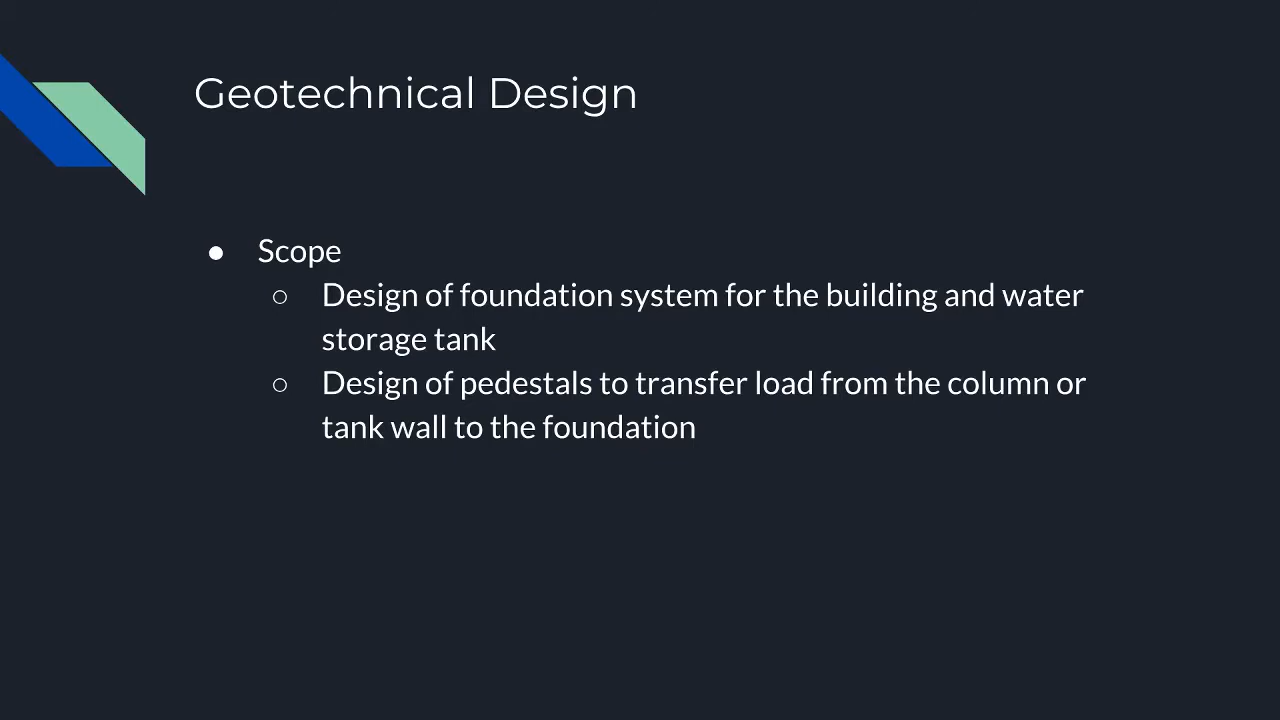 Geotechnical Design
● Scope
○ Design of foundation system for the building and water
storage tank
○ Design of pedestals to transfer load from the column or
tank wall to the foundation